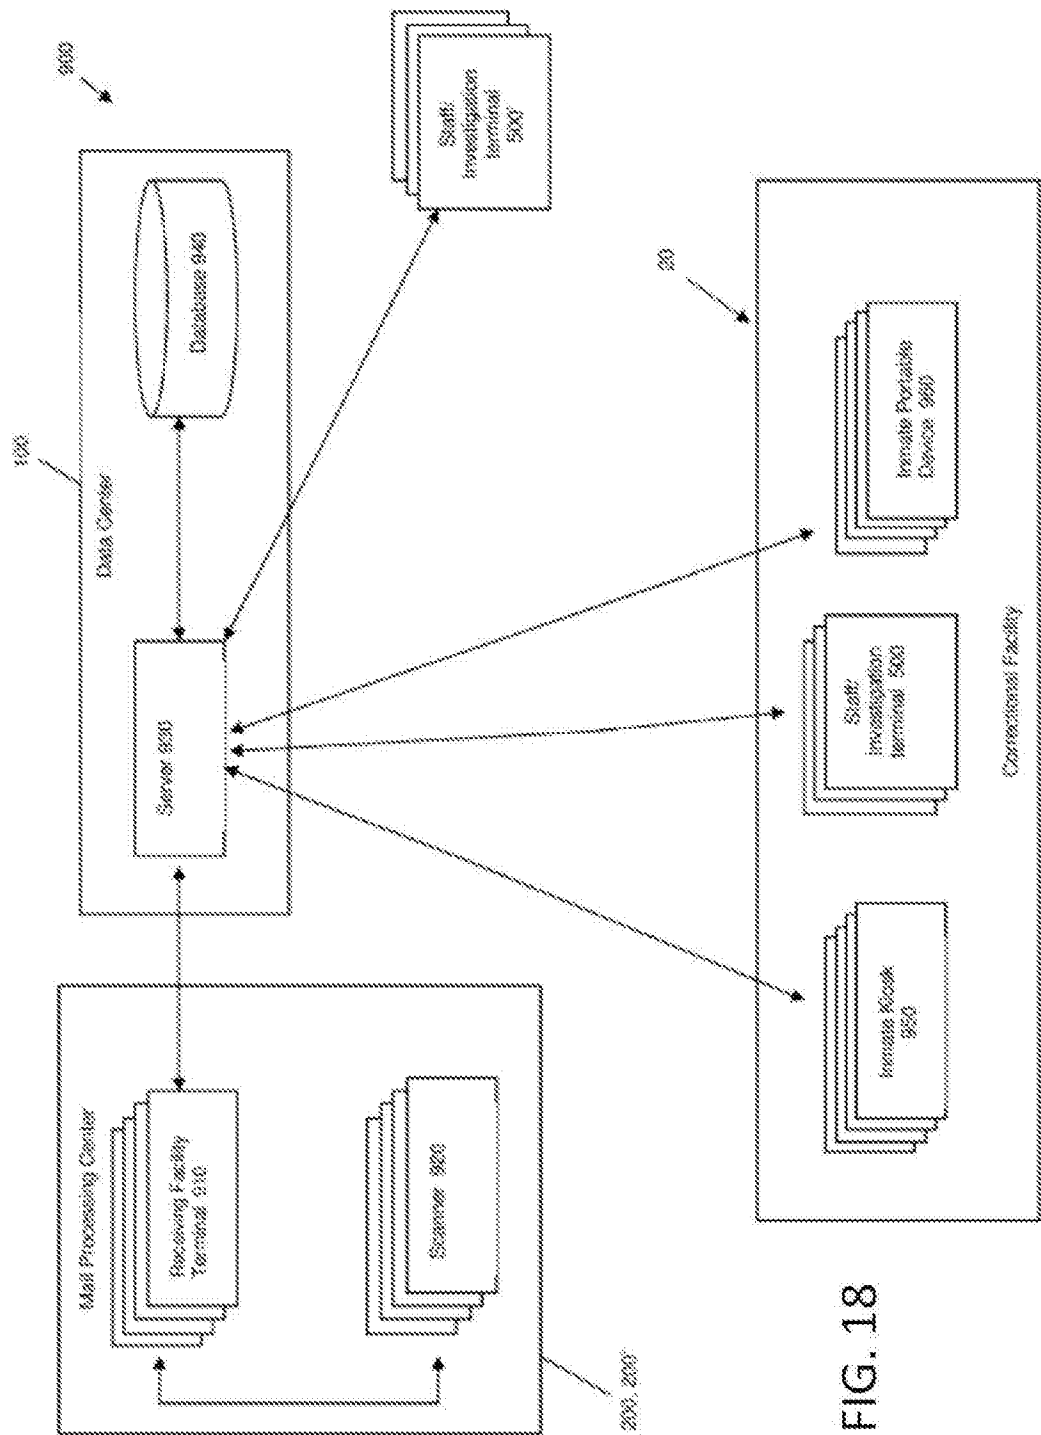 900
100
Data Center
Server 930
Database 940
Staff/
Investigation
terminal
500'
Mail Processing Center
Receiving Facility
Terminal 910
Scanner 920
200, 200'
20
Inmate Kiosk
950
Staff/
Investigation
terminal 500
Inmate Portable
Device 960
Correctional Facility
FIG. 18